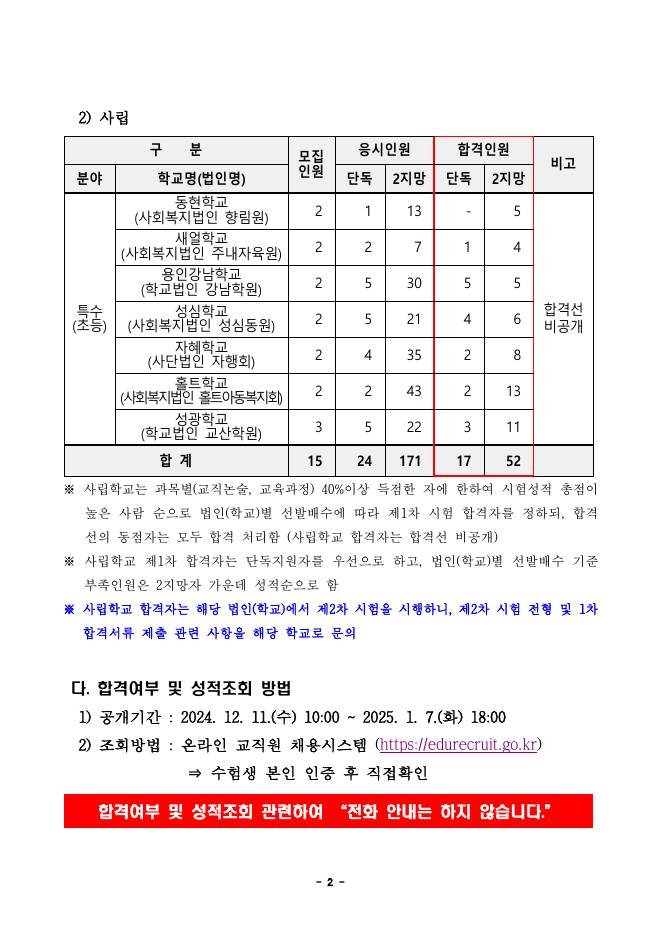 2) 사립
구 분 모집인원 응시인원 합격인원 비고
분야 학교명(법인명) 단독 2지망 단독 2지망
특수(초등) 동현학교(사회복지법인 향림원) 2 1 13 - 5 합격선 비공개
새얼학교(사회복지법인 주내자육원) 2 2 7 1 4
용인강남학교(학교법인 강남학원) 2 5 30 5 5
성심학교(사회복지법인 성심동원) 2 5 21 4 6
자혜학교(사단법인 자행회) 2 4 35 2 8
홀트학교(사회복지법인 홀트아동복지회) 2 2 43 2 13
성광학교(학교법인 교산학원) 3 5 22 3 11
합 계 15 24 171 17 52
※ 사립학교는 과목별(교직논술, 교육과정) 40%이상 득점한 자에 한하여 시험성적 총점이
높은 사람 순으로 법인(학교)별 선발배수에 따라 제1차 시험 합격자를 정하되, 합격
선의 동점자는 모두 합격 처리함 (사립학교 합격자는 합격선 비공개)
※ 사립학교 제1차 합격자는 단독지원자를 우선으로 하고, 법인(학교)별 선발배수 기준
부족인원은 2지망자 가운데 성적순으로 함
※ 사립학교 합격자는 해당 법인(학교)에서 제2차 시험을 시행하니, 제2차 시험 전형 및 1차
합격서류 제출 관련 사항을 해당 학교로 문의
다. 합격여부 및 성적조회 방법
1) 공개기간 : 2024. 12. 11.(수) 10:00 ~ 2025. 1. 7.(화) 18:00
2) 조회방법 : 온라인 교직원 채용시스템 (https://edurecruit.go.kr)
⇒ 수험생 본인 인증 후 직접확인
합격여부 및 성적조회 관련하여 “전화 안내는 하지 않습니다.”
- 2 -